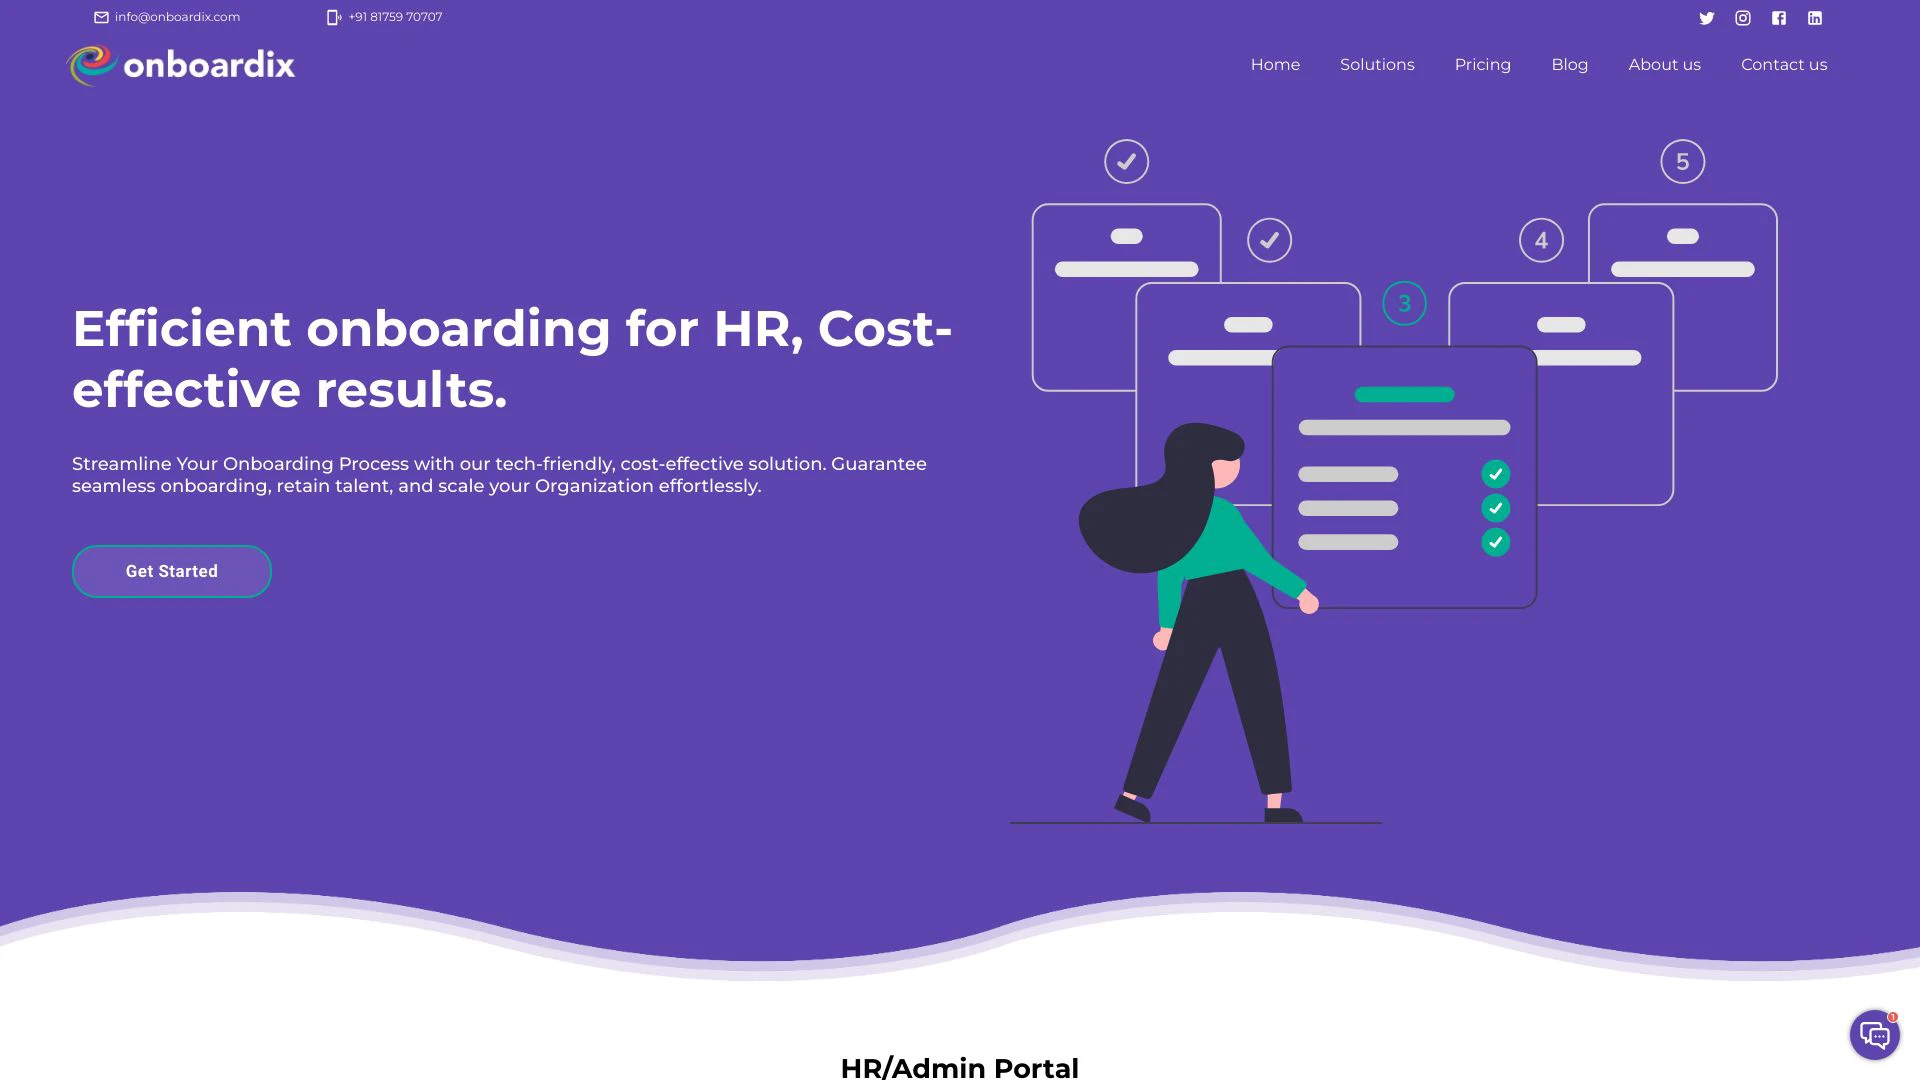 info@onboardix.com
+91 81759 70707
onboardix
Home
Solutions
Pricing
Blog
About us
Contact us
5
4
3
Efficient onboarding for HR, Cost-
effective results.
Streamline Your Onboarding Process with our tech-friendly, cost-effective solution. Guarantee
seamless onboarding, retain talent, and scale your Organization effortlessly.
Get Started
1
HR/Admin Portal